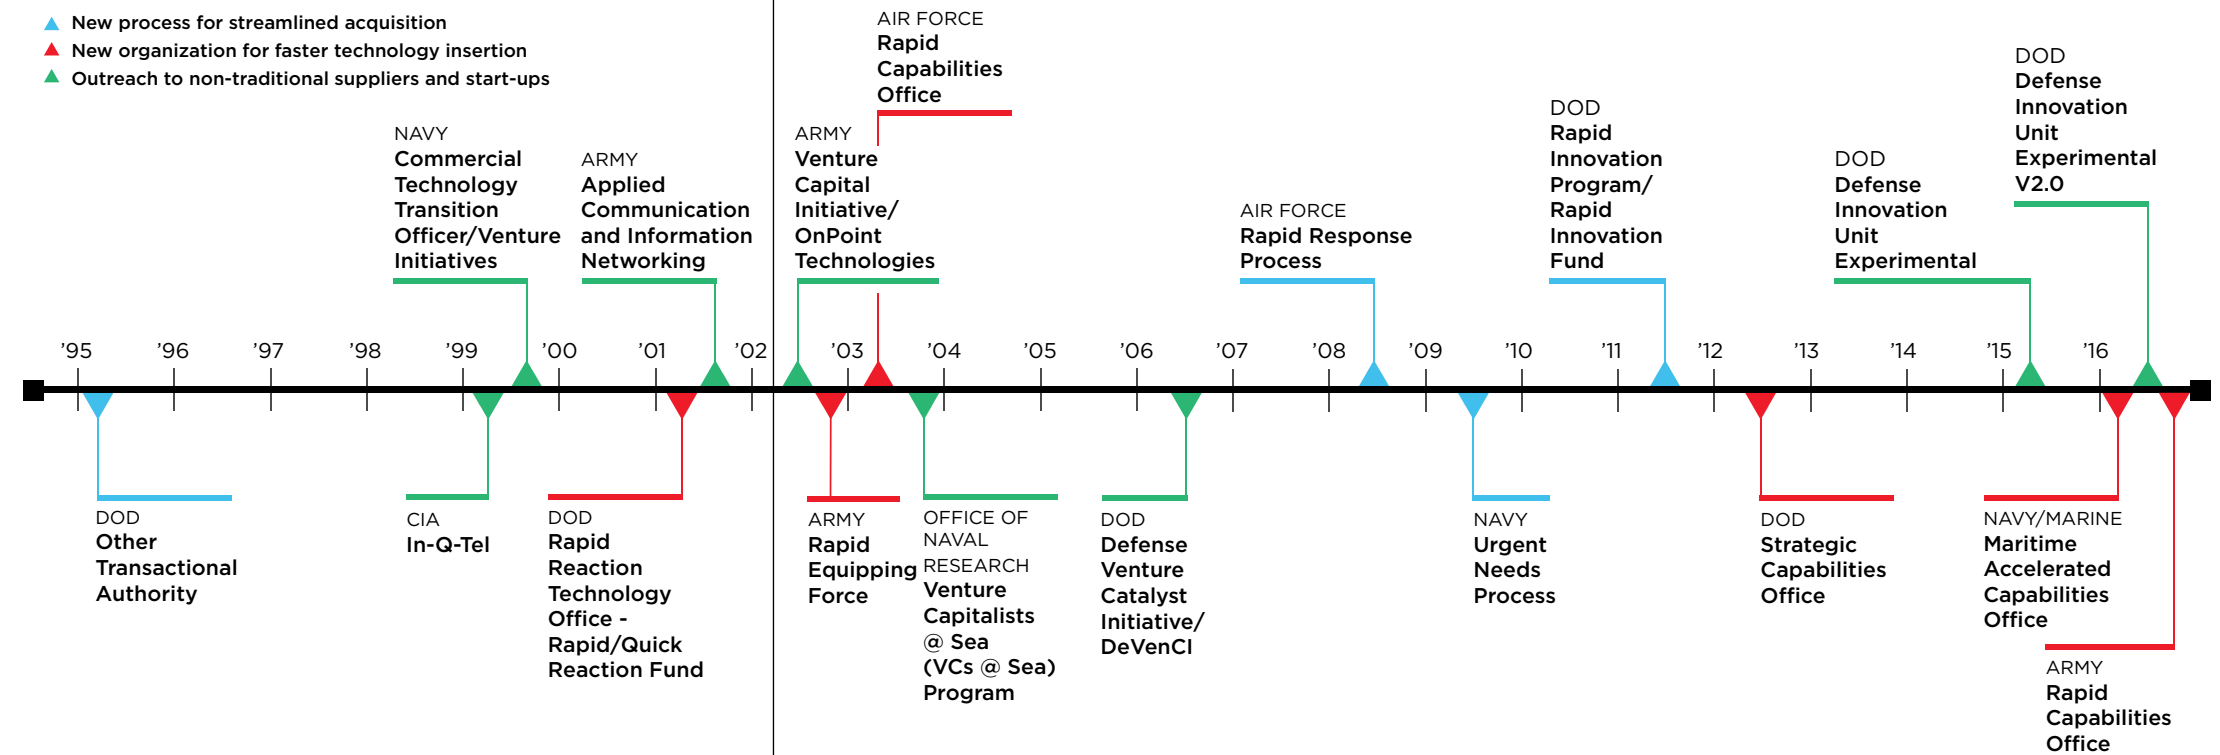 New process for streamlined acquisition
New organization for faster technology insertion
Outreach to non-traditional suppliers and start-ups
NAVY
Commercial
Technology
Transition
Officer/Venture
Initiatives
ARMY
Applied
Communication
and Information
Networking
ARMY
Venture
Capital
Initiative/
OnPoint
Technologies
AIR FORCE
Rapid
Capabilities
Office
AIR FORCE
Rapid Response
Process
DOD
Rapid
Innovation
Program/
Rapid
Innovation
Fund
DOD
Defense
Innovation
Unit
Experimental
DOD
Defense
Innovation
Unit
Experimental
V2.0
’95 ’96 ’97 ’98 ’99 ’00 ’01 ’02 ’03 ’04 ’05 ’06 ’07 ’08 ’09 ’10 ’11 ’12 ’13 ’14 ’15 ’16
DOD
Other
Transactional
Authority
CIA
In-Q-Tel
DOD
Rapid
Reaction
Technology
Office -
Rapid/Quick
Reaction Fund
ARMY
Rapid
Equipping
Force
OFFICE OF
NAVAL
RESEARCH
Venture
Capitalists
@ Sea
(VCs @ Sea)
Program
DOD
Defense
Venture
Catalyst
Initiative/
DeVenCI
NAVY
Urgent
Needs
Process
DOD
Strategic
Capabilities
Office
NAVY/MARINE
Maritime
Accelerated
Capabilities
Office
ARMY
Rapid
Capabilities
Office